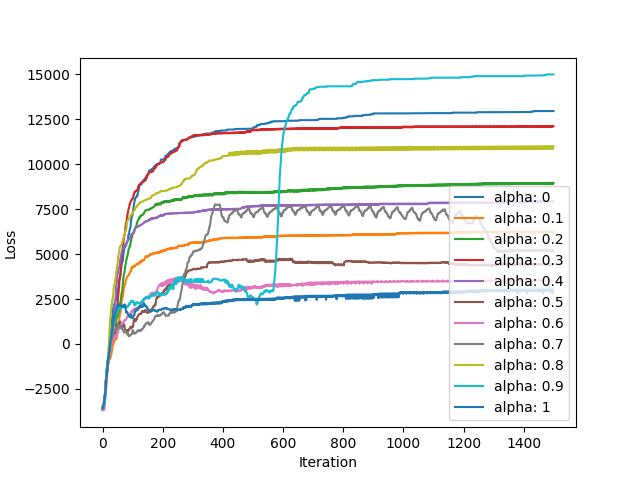 15000
12500
10000
7500
5000
2500
0
−2500
Loss
0
200
400
600
800
1000
1200
1400
Iteration
alpha: 0
alpha: 0.1
alpha: 0.2
alpha: 0.3
alpha: 0.4
alpha: 0.5
alpha: 0.6
alpha: 0.7
alpha: 0.8
alpha: 0.9
alpha: 1